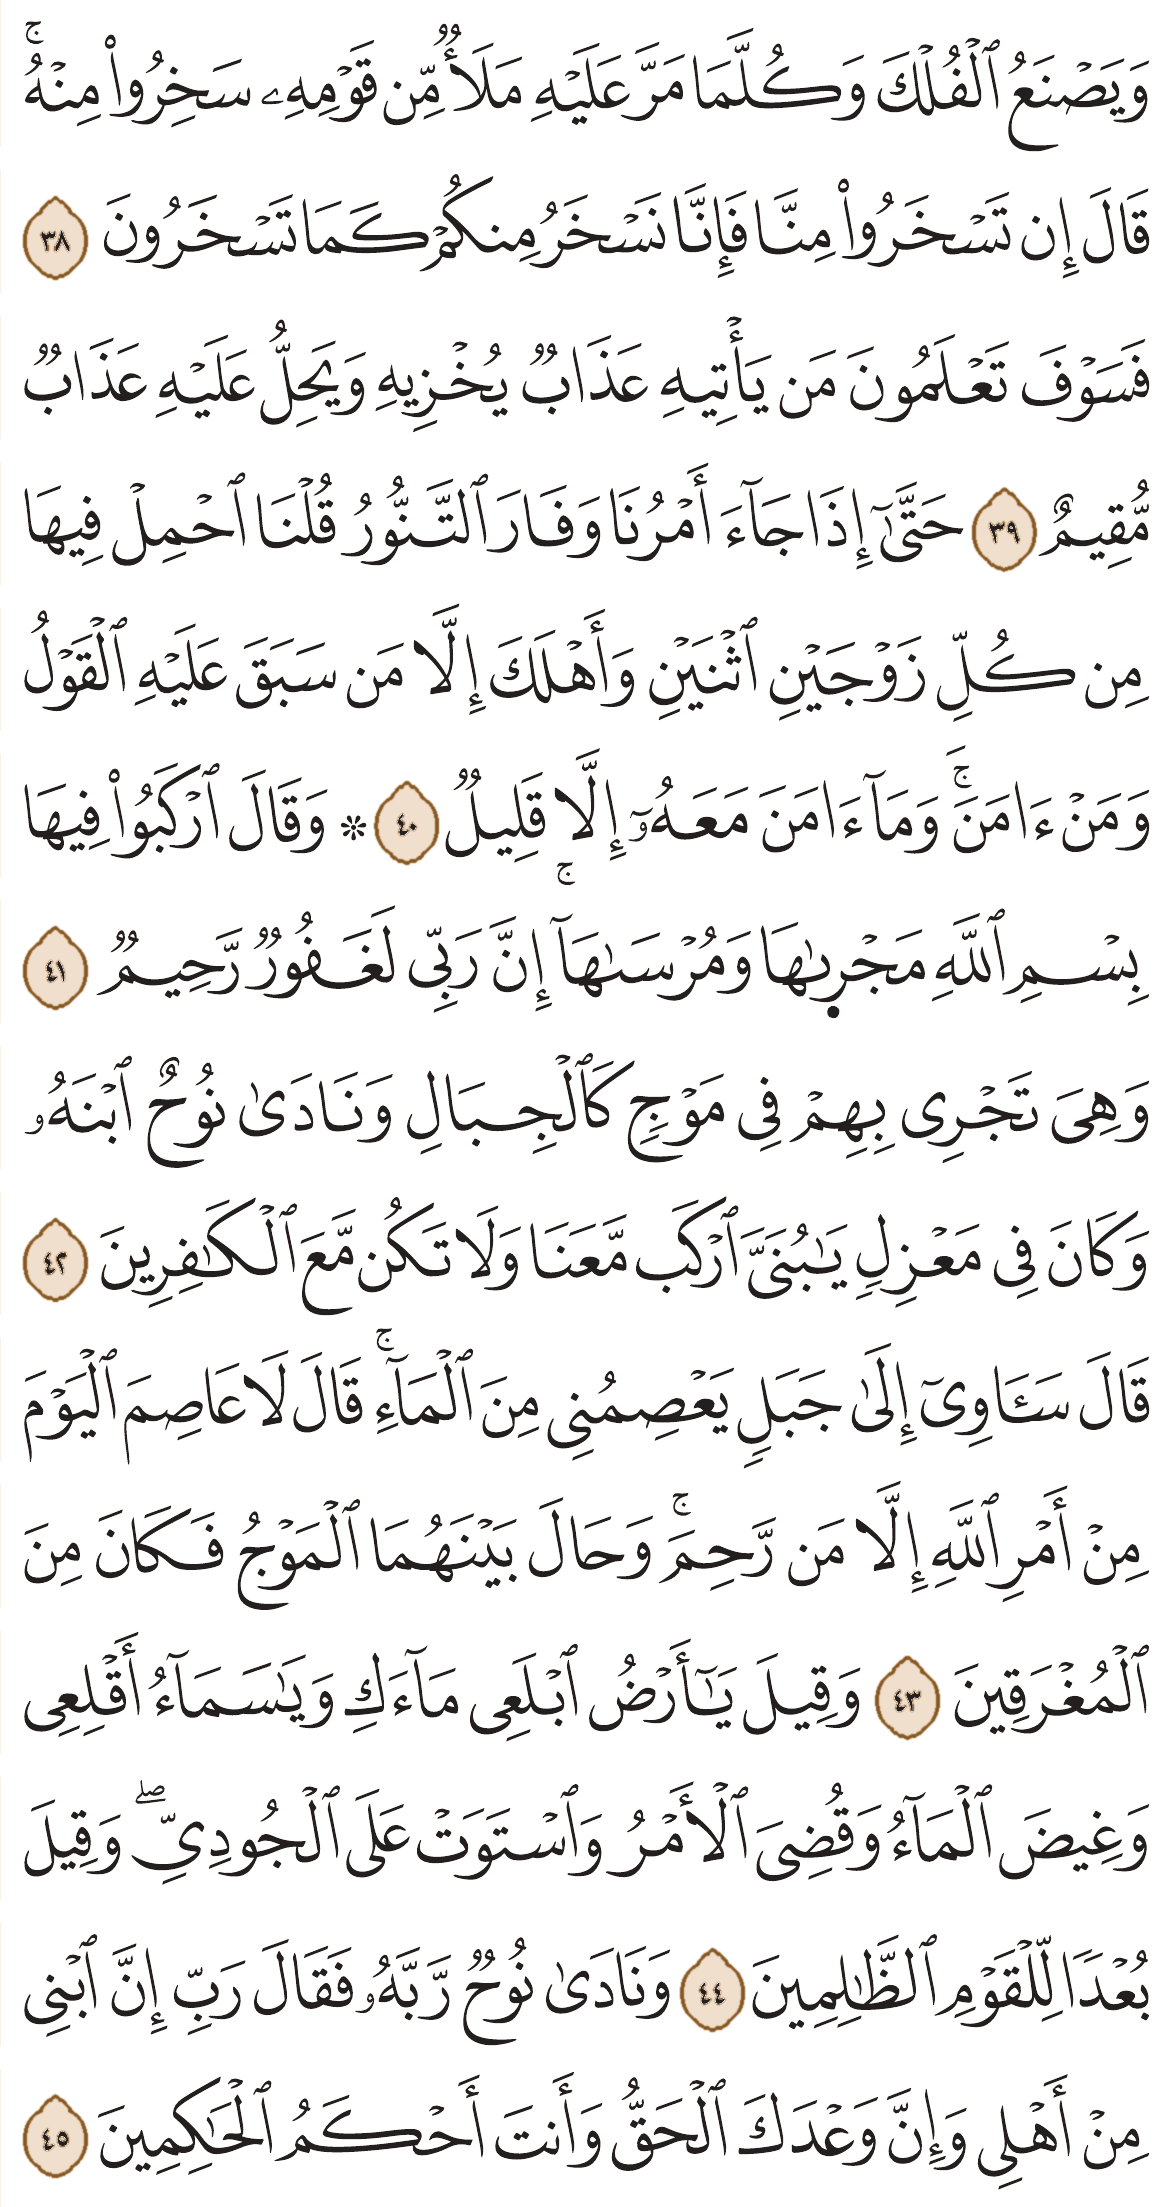 وَيَصۡنَعُ ٱلۡفُلۡكَ وَكُلَّمَا مَرَّ عَلَيۡهِ مَلَأٞ مِّن قَوۡمِهِۦ سَخِرُواْ مِنۡهُۚ
قَالَ إِن تَسۡخَرُواْ مِنَّا فَإِنَّا نَسۡخَرُ مِنكُمۡ كَمَا تَسۡخَرُونَ ٣٨
فَسَوۡفَ تَعۡلَمُونَ مَن يَأۡتِيهِ عَذَابٞ يُخۡزِيهِ وَيَحِلُّ عَلَيۡهِ عَذَابٞ
مُّقِيمٌ ٣٩ حَتَّىٰٓ إِذَا جَآءَ أَمۡرُنَا وَفَارَ ٱلتَّنُّورُ قُلۡنَا ٱحۡمِلۡ فِيهَا
مِن كُلّٖ زَوۡجَيۡنِ ٱثۡنَيۡنِ وَأَهۡلَكَ إِلَّا مَن سَبَقَ عَلَيۡهِ ٱلۡقَوۡلُ
وَمَنۡ ءَامَنَۚ وَمَآ ءَامَنَ مَعَهُۥٓ إِلَّا قَلِيلٞ ٤٠ ۞ وَقَالَ ٱرۡكَبُواْ فِيهَا
بِسۡمِ ٱللَّهِ مَجۡرٜىٰهَا وَمُرۡسَىٰهَآۚ إِنَّ رَبِّي لَغَفُورٞ رَّحِيمٞ ٤١
وَهِيَ تَجۡرِي بِهِمۡ فِي مَوۡجٖ كَٱلۡجِبَالِ وَنَادَىٰ نُوحٌ ٱبۡنَهُۥ
وَكَانَ فِي مَعۡزِلٖ يَٰبُنَيَّ ٱرۡكَب مَّعَنَا وَلَا تَكُن مَّعَ ٱلۡكَٰفِرِينَ ٤٢
قَالَ سَـَٔاوِيٓ إِلَىٰ جَبَلٖ يَعۡصِمُنِي مِنَ ٱلۡمَآءِۚ قَالَ لَا عَاصِمَ ٱلۡيَوۡمَ
مِنۡ أَمۡرِ ٱللَّهِ إِلَّا مَن رَّحِمَۚ وَحَالَ بَيۡنَهُمَا ٱلۡمَوۡجُ فَكَانَ مِنَ
ٱلۡمُغۡرَقِينَ ٤٣ وَقِيلَ يَٰٓأَرۡضُ ٱبۡلَعِي مَآءَكِ وَيَٰسَمَآءُ أَقۡلِعِي
وَغِيضَ ٱلۡمَآءُ وَقُضِيَ ٱلۡأَمۡرُ وَٱسۡتَوَتۡ عَلَى ٱلۡجُودِيِّۖ وَقِيلَ
بُعۡدٗا لِّلۡقَوۡمِ ٱلظَّٰلِمِينَ ٤٤ وَنَادَىٰ نُوحٞ رَّبَّهُۥ فَقَالَ رَبِّ إِنَّ ٱبۡنِي
مِنۡ أَهۡلِي وَإِنَّ وَعۡدَكَ ٱلۡحَقُّ وَأَنتَ أَحۡكَمُ ٱلۡحَٰكِمِينَ ٤٥